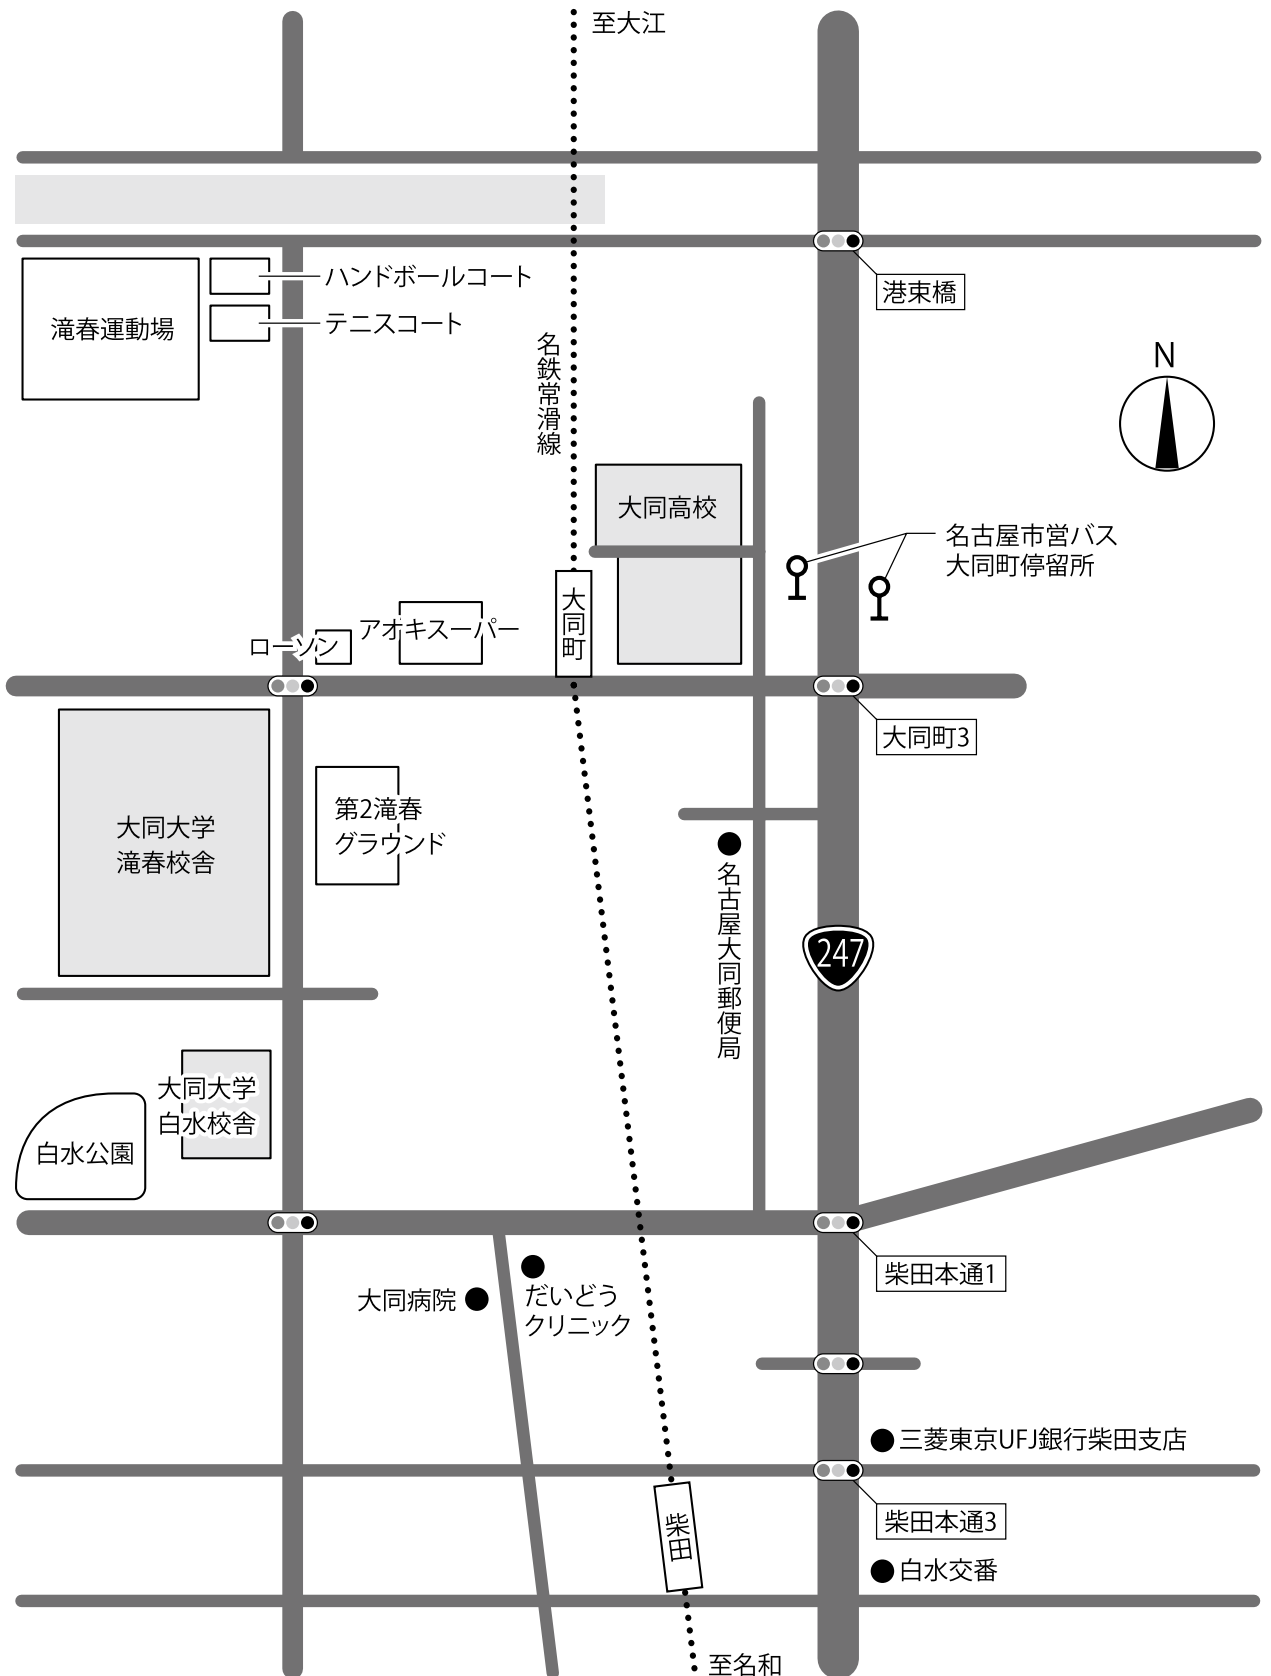 至大江
港東橋
ハンドボールコート
テニスコート
滝春運動場
名鉄常滑線
N
大同高校
名古屋市営バス
大同町停留所
大同町
アオキスーパー
ローソン
大同町3
第2滝春
グラウンド
大同大学
滝春校舎
名古屋大同郵便局
247
大同大学
白水校舎
白水公園
柴田本通1
大同病院
だいどう
クリニック
三菱東京UFJ銀行柴田支店
柴田本通3
柴田
白水交番
至名和